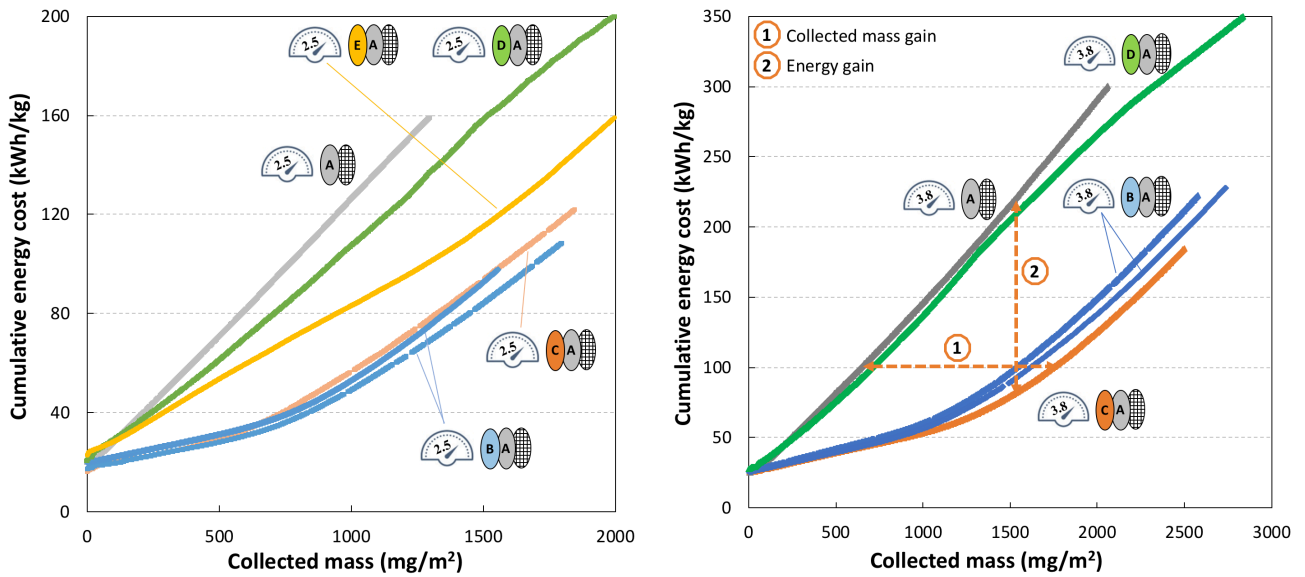 200
160
120
80
40
0
0
500
1000
1500
2000
Cumulative energy cost (kWh/kg)
Collected mass (mg/m²)
2.5
E A
2.5
D A
2.5
A
2.5
C A
2.5
B A
350
300
250
200
150
100
50
0
0
500
1000
1500
2000
2500
3000
Cumulative energy cost (kWh/kg)
Collected mass (mg/m²)
1 Collected mass gain
2 Energy gain
3.8
D A
3.8
A
3.8
B A
2
1
3.8
C A